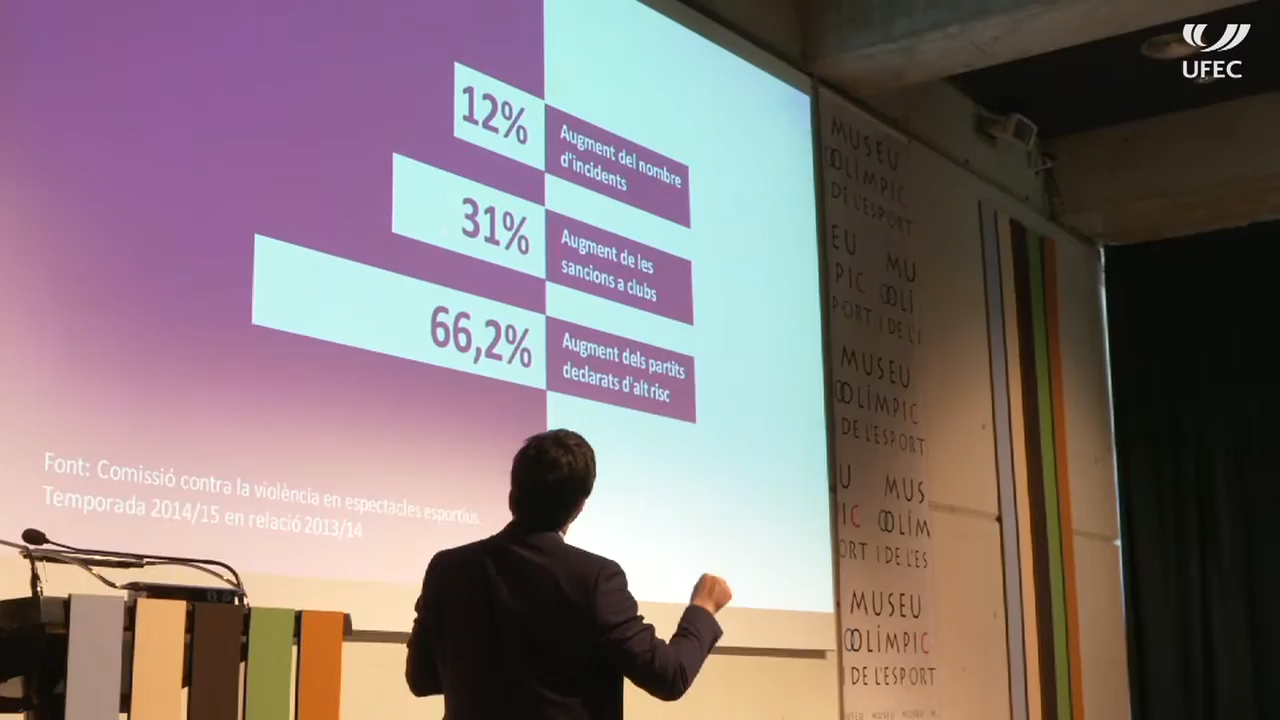 UFEC
12%
Augment del nombre
d'incidents
31%
Augment de les
sancions a clubs
66,2%
Augment dels partits
declarats d'alt risc
Font: Comissió contra la violència en espectacles esportius.
Temporada 2014/15 en relació 2013/14
MUSEU
OLÍMPIC
DE L'ESPORT
EU MU
PIC OLÍ
PORT I DE L'
MUSEU
OLÍMPIC
DE L'ESPORT
U MUS
IC OLÍM
ORT I DE L'ES
MUSEU
OLÍMPIC
I DE L'ESPORT